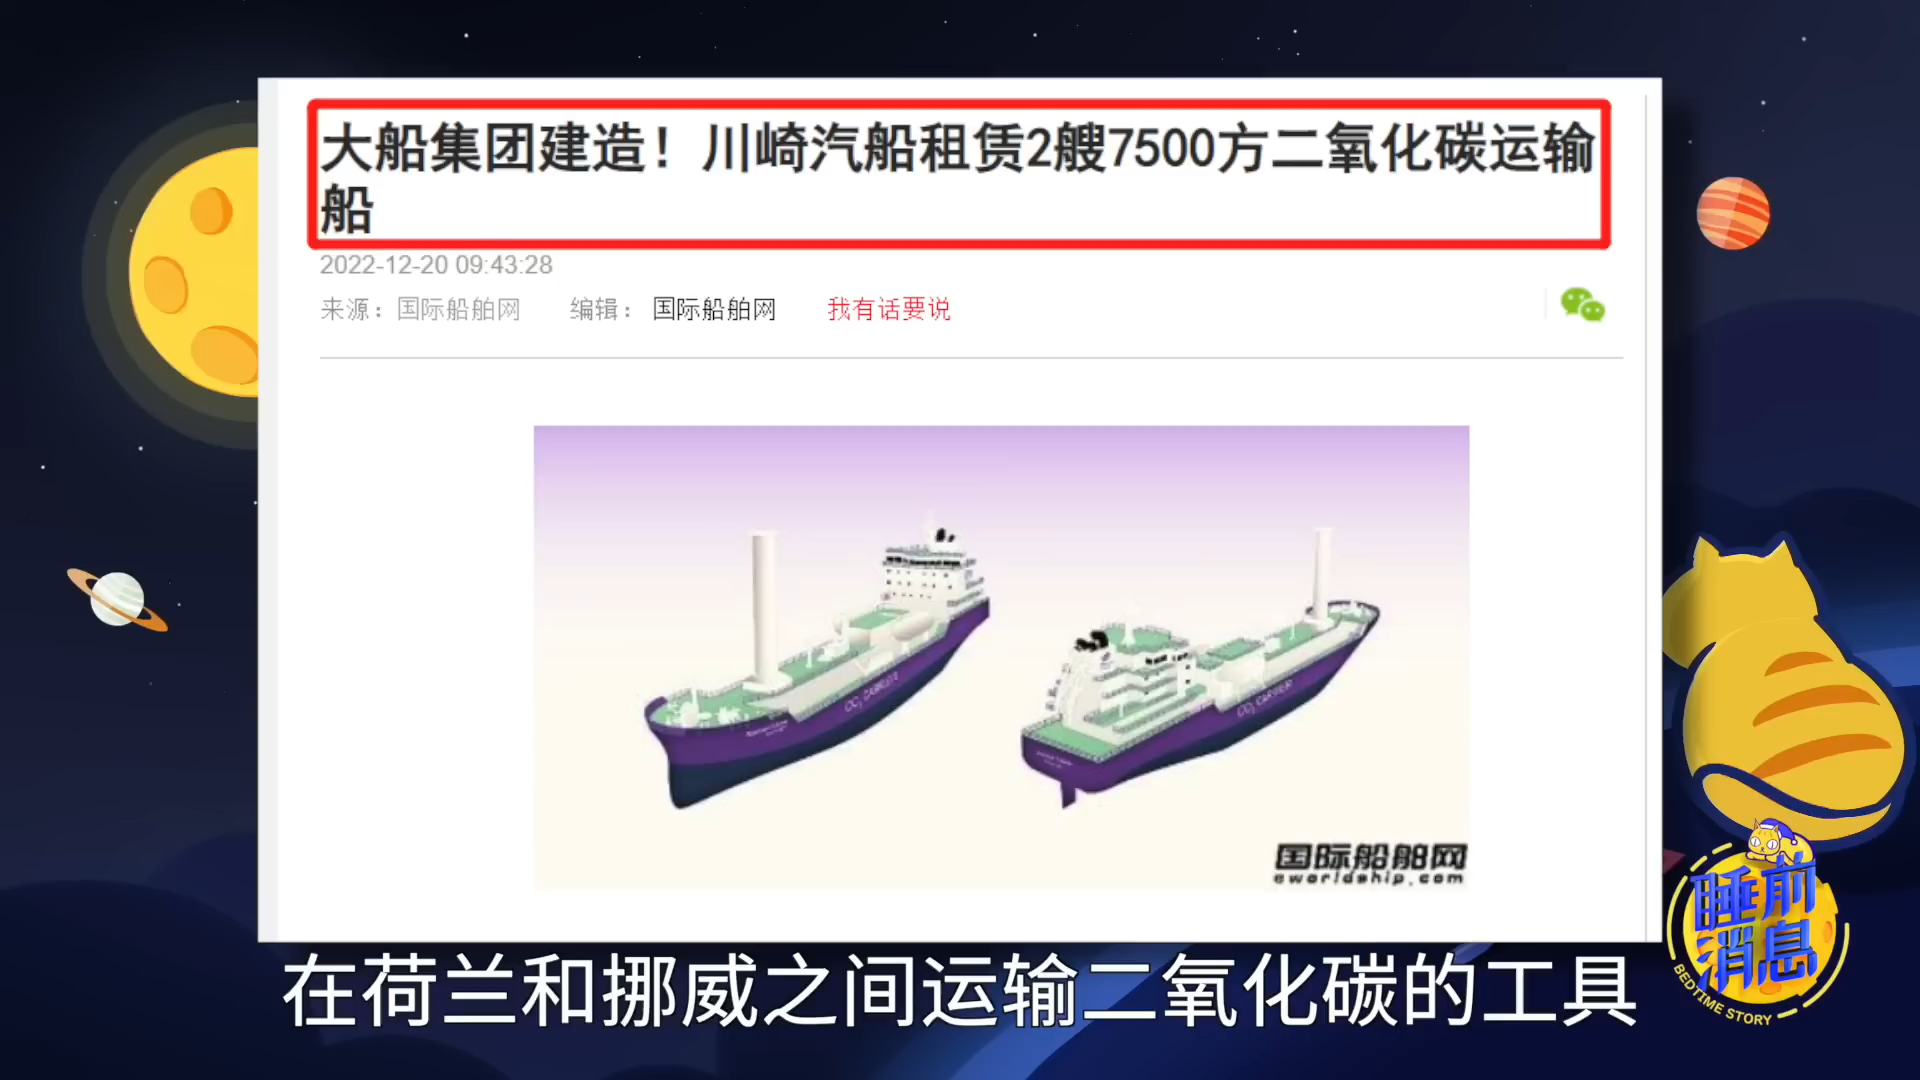 大船集团建造！川崎汽船租赁2艘7500方二氧化碳运输
船
2022-12-20 09:43:28
来源：国际船舶网 编辑：国际船舶网 我有话要说
CO₂ CARRIER
国际船舶网
eworldship.com
睡前
消息
BEDTIME STORY
在荷兰和挪威之间运输二氧化碳的工具